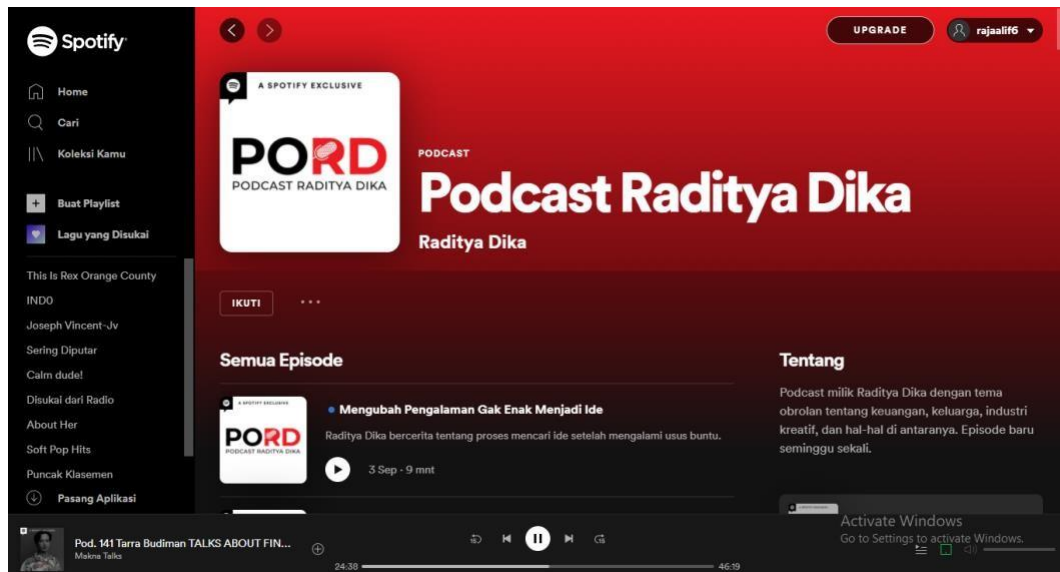 Spotify
Home
Cari
Koleksi Kamu
Buat Playlist
Lagu yang Disukai
This Is Rex Orange County
INDO
Joseph Vincent-Jv
Sering Diputar
Calm dude!
Disukai dari Radio
About Her
Soft Pop Hits
Puncak Klasemen
Pasang Aplikasi
UPGRADE
rajaalif6
A SPOTIFY EXCLUSIVE
PORD
PODCAST RADITYA DIKA
PODCAST
Podcast Raditya Dika
Raditya Dika
IKUTI
Semua Episode
A SPOTIFY EXCLUSIVE
PORD
PODCAST RADITYA DIKA
Mengubah Pengalaman Gak Enak Menjadi Ide
Raditya Dika bercerita tentang proses mencari ide setelah mengalami usus buntu.
3 Sep · 9 mnt
Tentang
Podcast milik Raditya Dika dengan tema
obrolan tentang keuangan, keluarga, industri
kreatif, dan hal-hal di antaranya. Episode baru
seminggu sekali.
Activate Windows
Go to Settings to activate Windows.
Pod. 141 Tarra Budiman TALKS ABOUT FIN...
Makna Talks
24:38
46:19